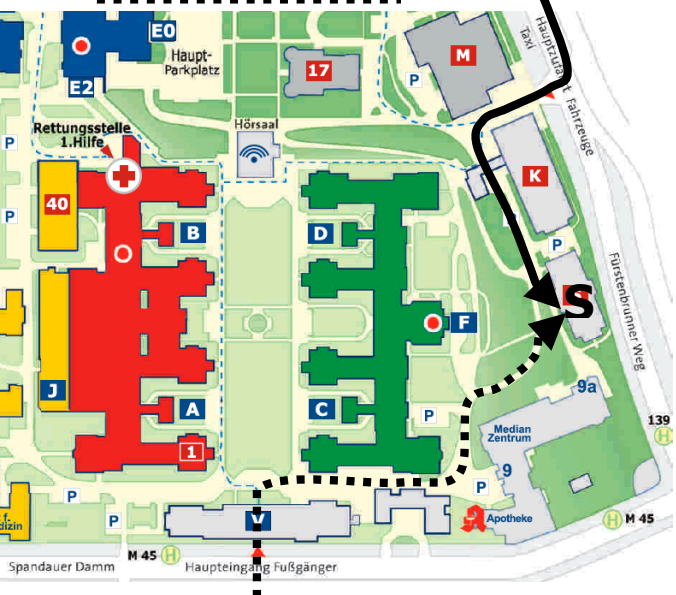 E0
E2
Haupt-
Parkplatz
17
M
P
Taxi
Hauptzufahrt Fahrzeuge
Rettungsstelle
1.Hilfe
Hörsaal
P
40
K
P
B
D
P
S
Fürstenbrunner Weg
F
J
A
C
P
9a
Median
Zentrum
139
H
1
9
P
P
P
V
Apotheke
H M 45
M 45 H
Spandauer Damm
Haupteingang Fußgänger